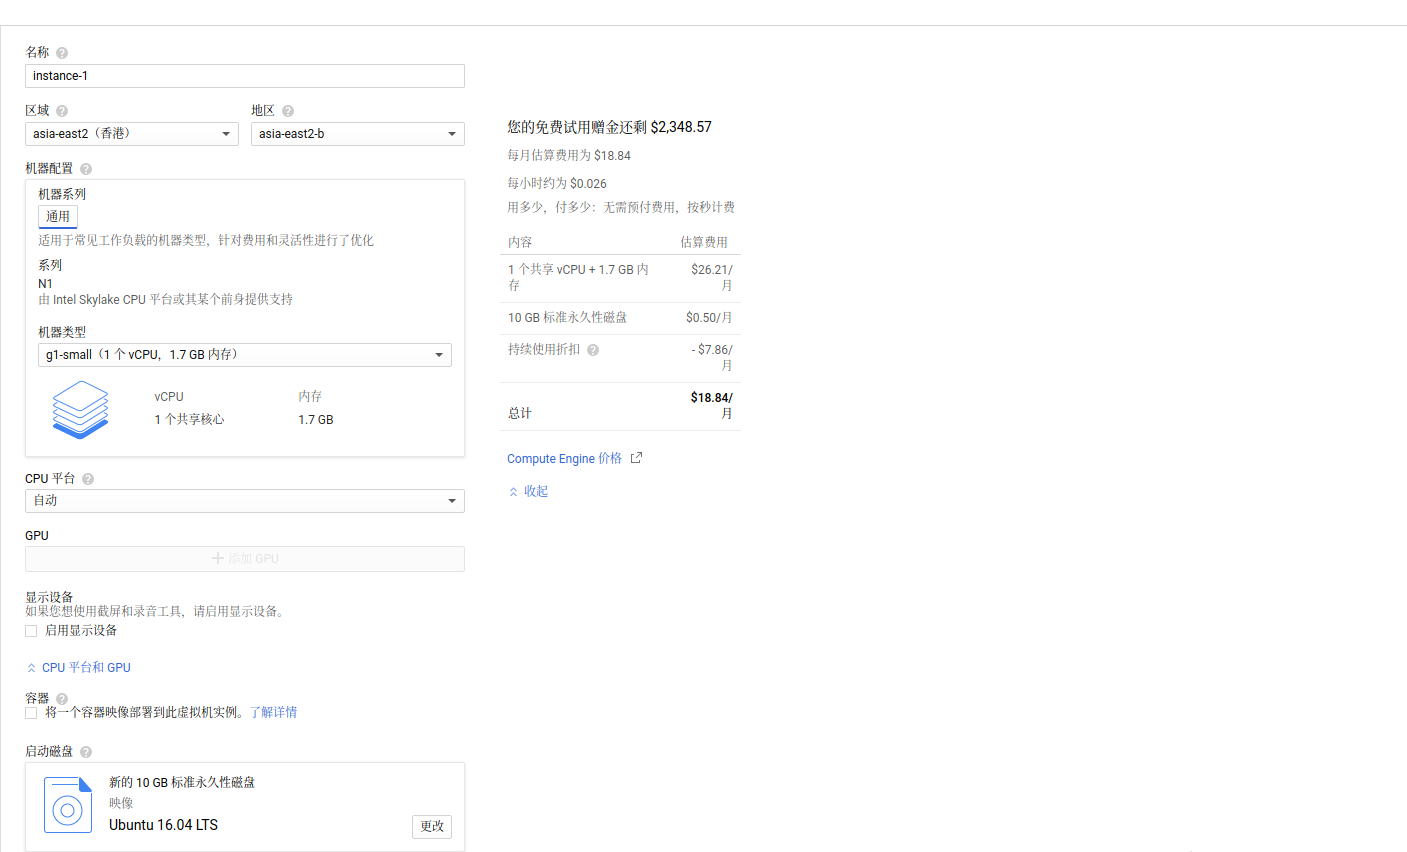 名称
instance-1
区域 地区
asia-east2（香港） asia-east2-b
机器配置
机器系列
通用
适用于常见工作负载的机器类型，针对费用和灵活性进行了优化
系列
N1
由 Intel Skylake CPU 平台或其某个前身提供支持
机器类型
g1-small（1 个 vCPU，1.7 GB 内存）
vCPU 内存
1 个共享核心 1.7 GB
CPU 平台
自动
GPU
添加 GPU
显示设备
如果您想使用截屏和录音工具，请启用显示设备。
启用显示设备
CPU 平台和 GPU
容器
将一个容器映像部署到此虚拟机实例。了解详情
启动磁盘
新的 10 GB 标准永久性磁盘
映像
Ubuntu 16.04 LTS
更改
您的免费试用赠金还剩 $2,348.57
每月估算费用为 $18.84
每小时约为 $0.026
用多少，付多少：无需预付费用，按秒计费
内容 估算费用
1 个共享 vCPU + 1.7 GB 内 $26.21/
存 月
10 GB 标准永久性磁盘 $0.50/月
持续使用折扣 - $7.86/
月
$18.84/
总计 月
Compute Engine 价格
收起